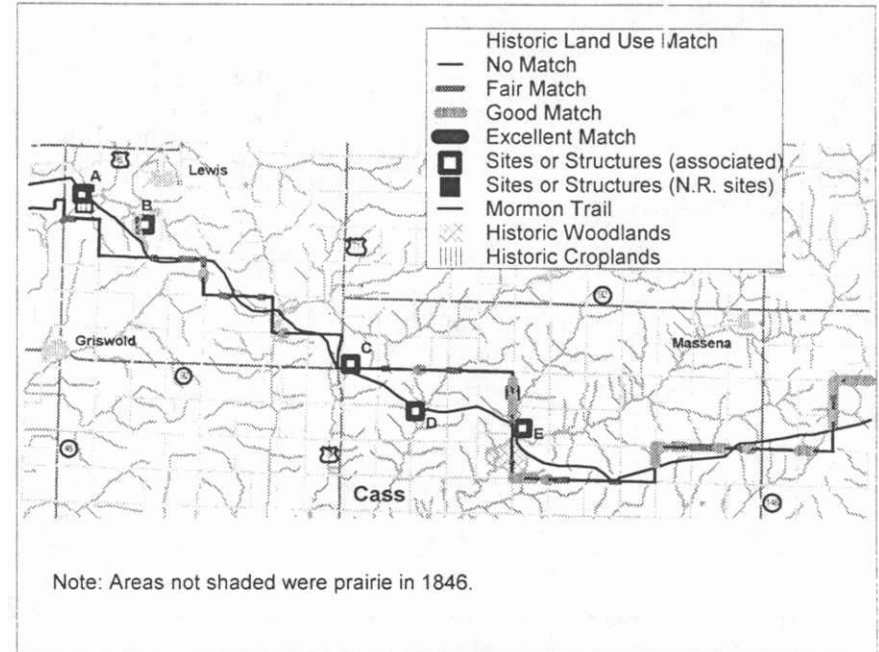 Historic Land Use Match
No Match
Fair Match
Good Match
Excellent Match
Sites or Structures (associated)
Sites or Structures (N.R. sites)
Mormon Trail
Historic Woodlands
Historic Croplands
Lewis
A
B
Griswold
C
Massena
D
E
Cass
Note: Areas not shaded were prairie in 1846.